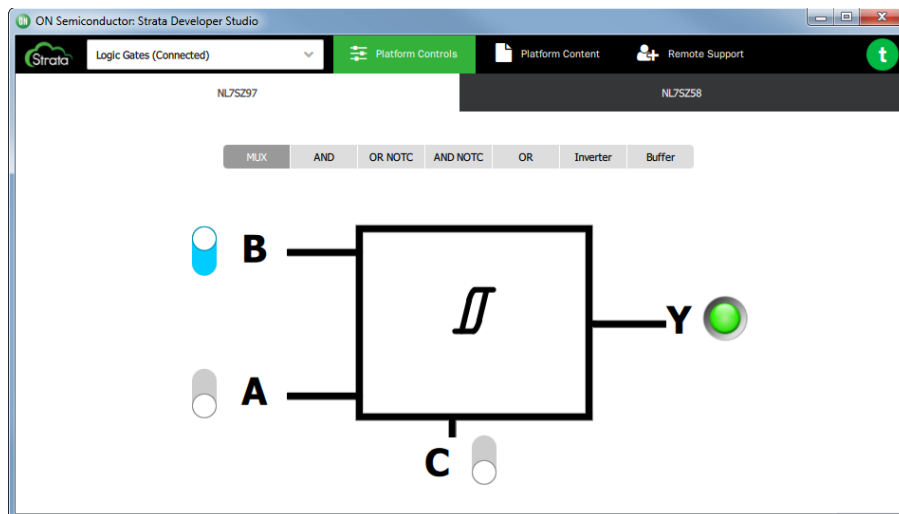 ON ON Semiconductor: Strata Developer Studio
Strata Logic Gates (Connected) Platform Controls Platform Content Remote Support t
NL7SZ97 NL7SZ58
MUX AND OR NOTC AND NOTC OR Inverter Buffer
B
Y
A
C